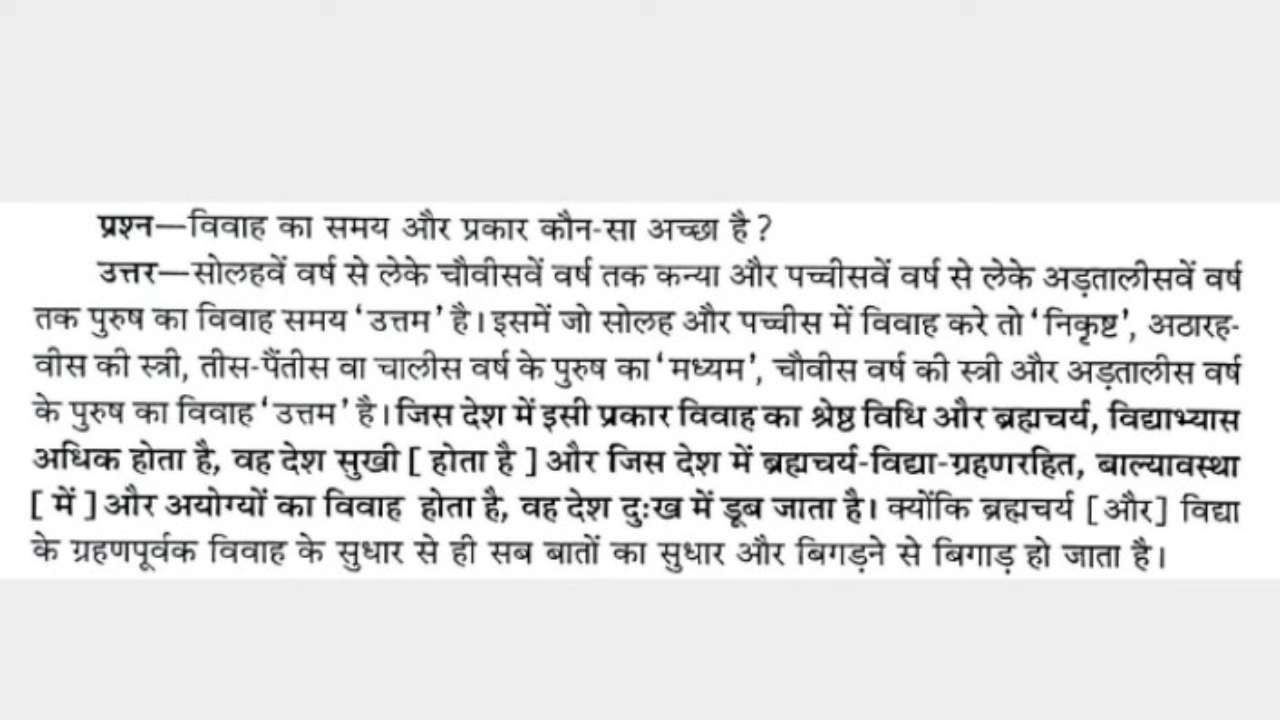 प्रश्न—विवाह का समय और प्रकार कौन-सा अच्छा है?
उत्तर—सोलहवें वर्ष से लेके चौवीसवें वर्ष तक कन्या और पच्चीसवें वर्ष से लेके अड़तालीसवें वर्ष
तक पुरुष का विवाह समय ‘उत्तम’ है। इसमें जो सोलह और पच्चीस में विवाह करे तो ‘निकृष्ट’, अठारह-
वीस की स्त्री, तीस-पैंतीस वा चालीस वर्ष के पुरुष का ‘मध्यम’, चौवीस वर्ष की स्त्री और अड़तालीस वर्ष
के पुरुष का विवाह ‘उत्तम’ है। जिस देश में इसी प्रकार विवाह का श्रेष्ठ विधि और ब्रह्मचर्य, विद्याभ्यास
अधिक होता है, वह देश सुखी [ होता है ] और जिस देश में ब्रह्मचर्य-विद्या-ग्रहणरहित, बाल्यावस्था
[ में ] और अयोग्यों का विवाह होता है, वह देश दुःख में डूब जाता है। क्योंकि ब्रह्मचर्य [और] विद्या
के ग्रहणपूर्वक विवाह के सुधार से ही सब बातों का सुधार और बिगड़ने से बिगाड़ हो जाता है।